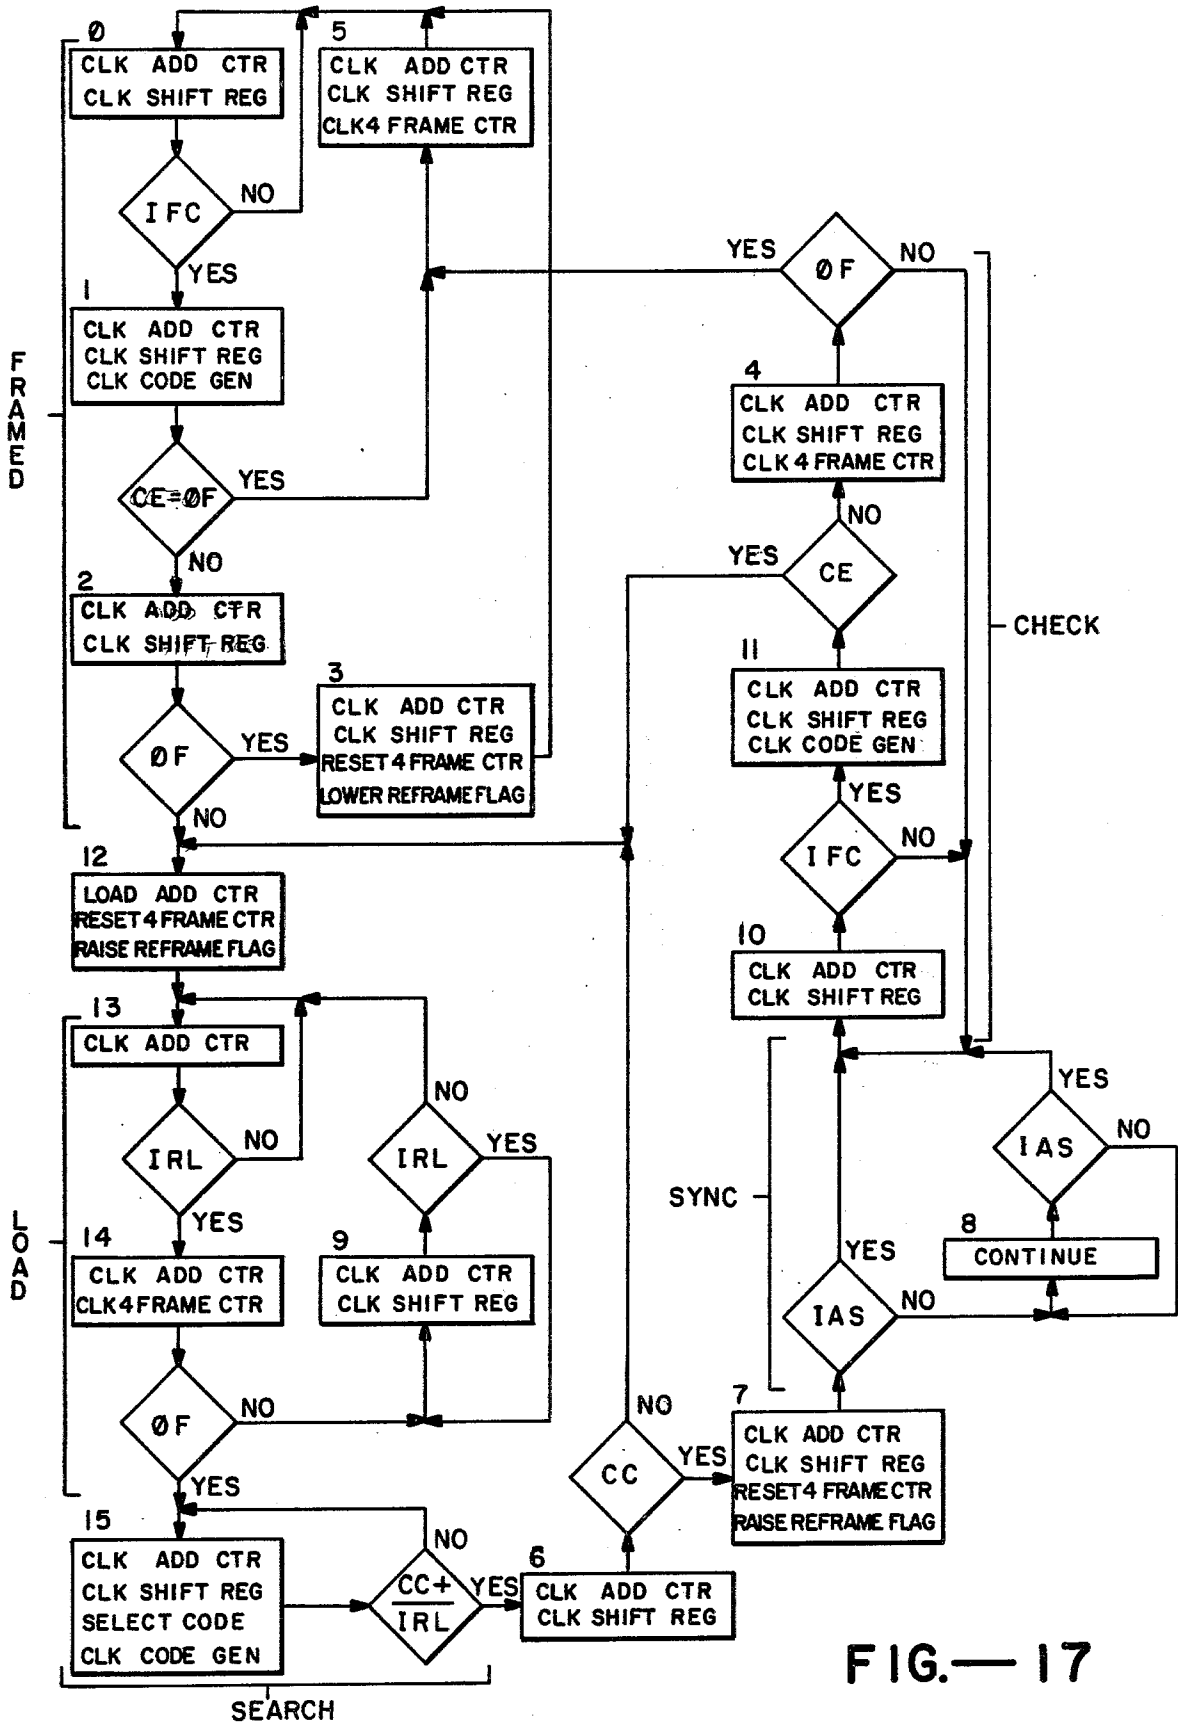 0
CLK ADD CTR
CLK SHIFT REG
IFC
NO
YES
1
CLK ADD CTR
CLK SHIFT REG
CLK CODE GEN
CE=ØF
YES
NO
2
CLK ADD CTR
CLK SHIFT REG
ØF
YES
NO
3
CLK ADD CTR
CLK SHIFT REG
RESET 4 FRAME CTR
LOWER REFRAME FLAG
5
CLK ADD CTR
CLK SHIFT REG
CLK4 FRAME CTR
FRAMED
12
LOAD ADD CTR
RESET 4 FRAME CTR
RAISE REFRAME FLAG
13
CLK ADD CTR
IRL
NO
YES
14
CLK ADD CTR
CLK4 FRAME CTR
ØF
NO
YES
9
CLK ADD CTR
CLK SHIFT REG
IRL
NO
YES
LOAD
15
CLK ADD CTR
CLK SHIFT REG
SELECT CODE
CLK CODE GEN
CC+
IRL
NO
YES
SEARCH
6
CLK ADD CTR
CLK SHIFT REG
CC
NO
YES
7
CLK ADD CTR
CLK SHIFT REG
RESET 4 FRAME CTR
RAISE REFRAME FLAG
IAS
YES
NO
8
CONTINUE
IAS
YES
NO
SYNC
10
CLK ADD CTR
CLK SHIFT REG
IFC
YES
NO
11
CLK ADD CTR
CLK SHIFT REG
CLK CODE GEN
CE
YES
NO
4
CLK ADD CTR
CLK SHIFT REG
CLK 4 FRAME CTR
ØF
YES
NO
CHECK
FIG.—17